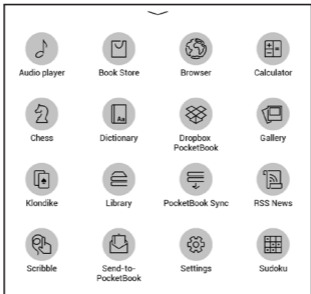 Audio player
Book Store
Browser
Calculator
Chess
Aa
Dictionary
Dropbox
PocketBook
Gallery
Klondike
Library
PocketBook Sync
RSS News
Scribble
Send-to-
PocketBook
Settings
Sudoku